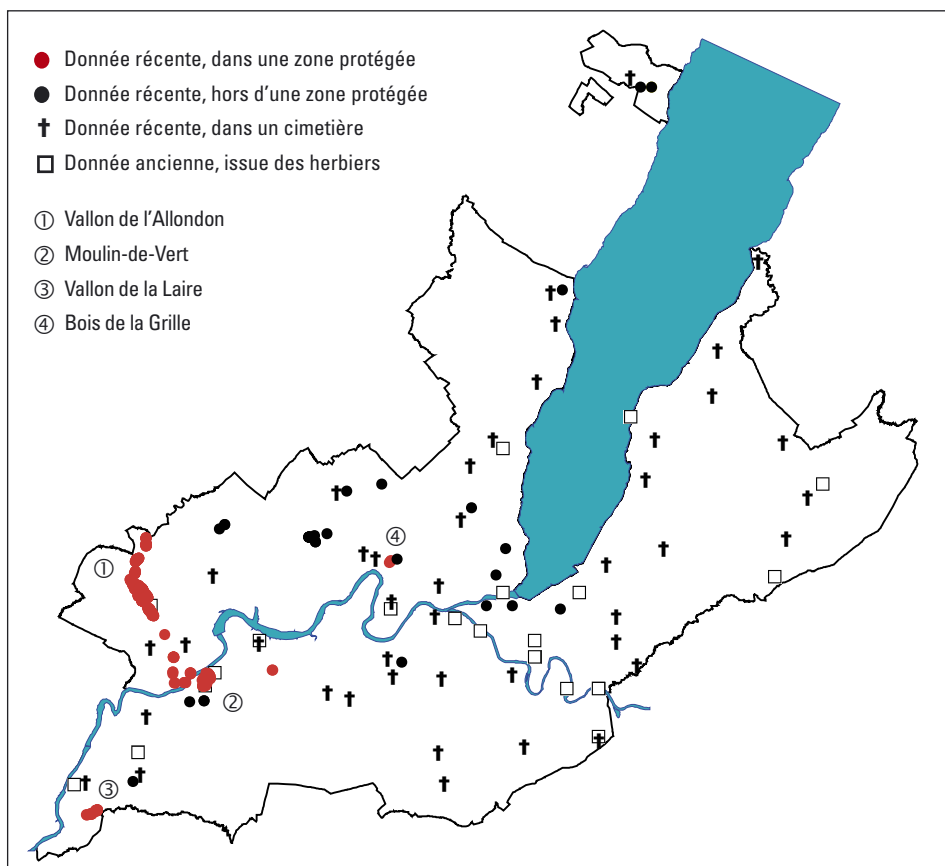 Donnée récente, dans une zone protégée
Donnée récente, hors d'une zone protégée
Donnée récente, dans un cimetière
Donnée ancienne, issue des herbiers
① Vallon de l'Allondon
② Moulin-de-Vert
③ Vallon de la Laire
④ Bois de la Grille
④
①
②
③